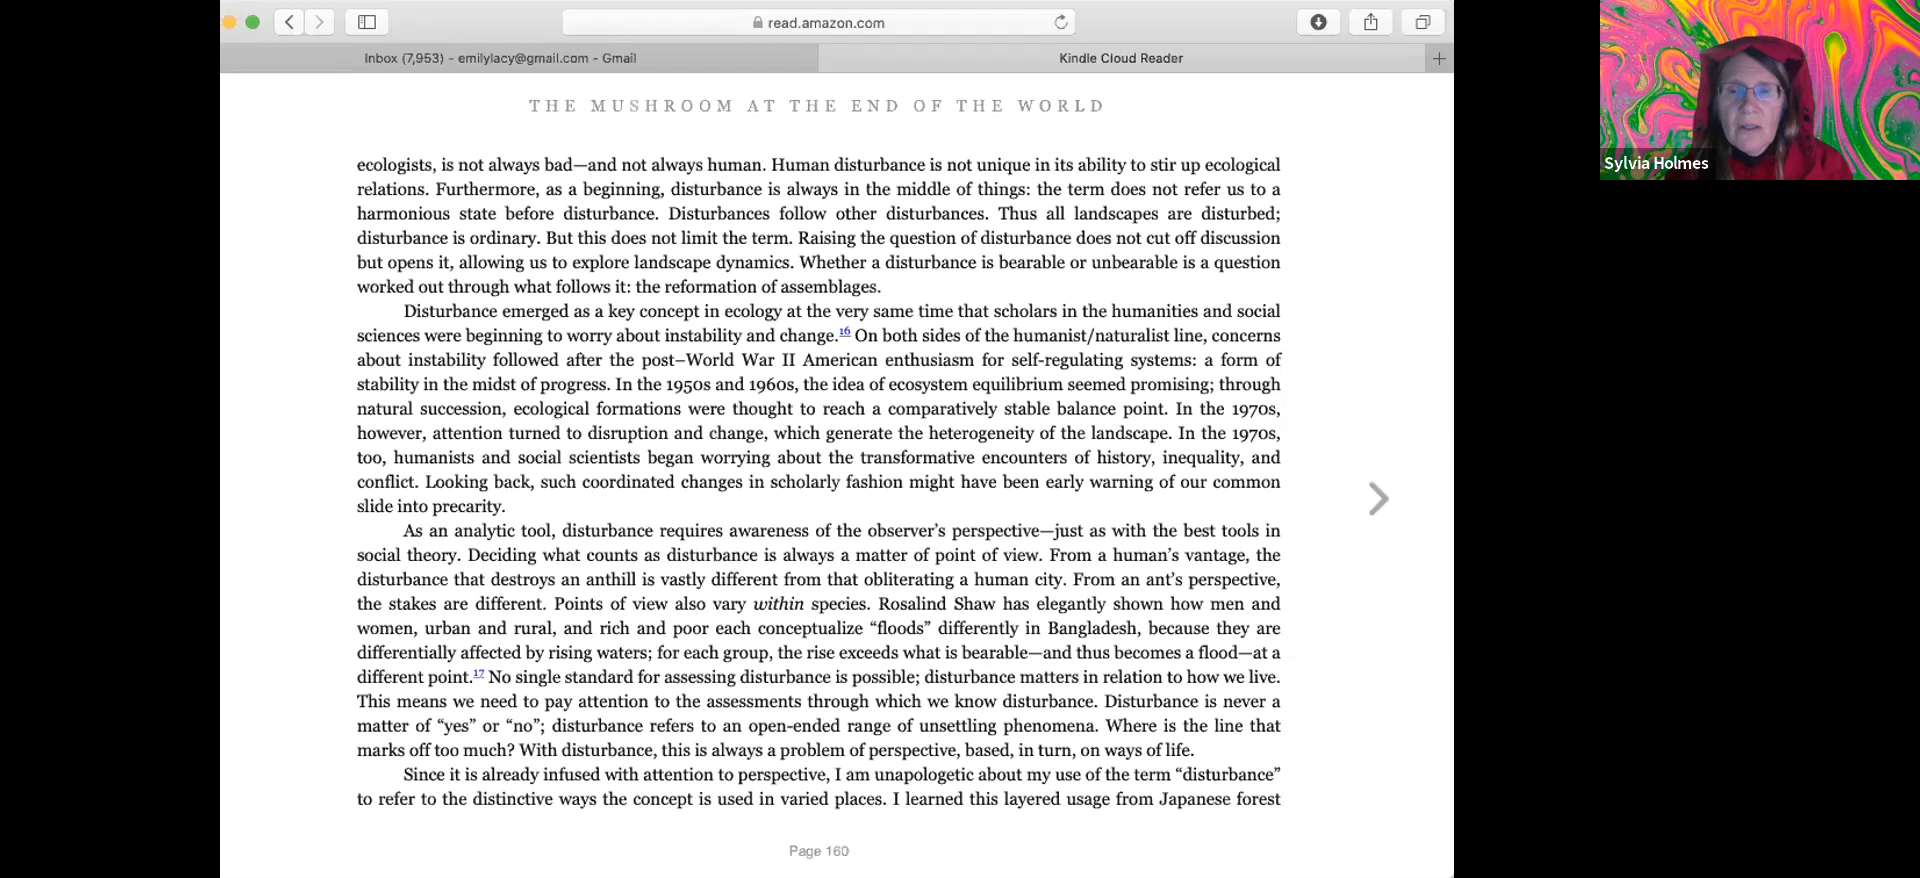 read.amazon.com
Inbox (7,953) - emilylacy@gmail.com - Gmail
Kindle Cloud Reader
THE MUSHROOM AT THE END OF THE WORLD
Sylvia Holmes
ecologists, is not always bad—and not always human. Human disturbance is not unique in its ability to stir up ecological
relations. Furthermore, as a beginning, disturbance is always in the middle of things: the term does not refer us to a
harmonious state before disturbance. Disturbances follow other disturbances. Thus all landscapes are disturbed;
disturbance is ordinary. But this does not limit the term. Raising the question of disturbance does not cut off discussion
but opens it, allowing us to explore landscape dynamics. Whether a disturbance is bearable or unbearable is a question
worked out through what follows it: the reformation of assemblages.
Disturbance emerged as a key concept in ecology at the very same time that scholars in the humanities and social
sciences were beginning to worry about instability and change.16 On both sides of the humanist/naturalist line, concerns
about instability followed after the post–World War II American enthusiasm for self-regulating systems: a form of
stability in the midst of progress. In the 1950s and 1960s, the idea of ecosystem equilibrium seemed promising; through
natural succession, ecological formations were thought to reach a comparatively stable balance point. In the 1970s,
however, attention turned to disruption and change, which generate the heterogeneity of the landscape. In the 1970s,
too, humanists and social scientists began worrying about the transformative encounters of history, inequality, and
conflict. Looking back, such coordinated changes in scholarly fashion might have been early warning of our common
slide into precarity.
As an analytic tool, disturbance requires awareness of the observer's perspective—just as with the best tools in
social theory. Deciding what counts as disturbance is always a matter of point of view. From a human's vantage, the
disturbance that destroys an anthill is vastly different from that obliterating a human city. From an ant's perspective,
the stakes are different. Points of view also vary within species. Rosalind Shaw has elegantly shown how men and
women, urban and rural, and rich and poor each conceptualize “floods” differently in Bangladesh, because they are
differentially affected by rising waters; for each group, the rise exceeds what is bearable—and thus becomes a flood—at a
different point.17 No single standard for assessing disturbance is possible; disturbance matters in relation to how we live.
This means we need to pay attention to the assessments through which we know disturbance. Disturbance is never a
matter of “yes” or “no”; disturbance refers to an open-ended range of unsettling phenomena. Where is the line that
marks off too much? With disturbance, this is always a problem of perspective, based, in turn, on ways of life.
Since it is already infused with attention to perspective, I am unapologetic about my use of the term “disturbance”
to refer to the distinctive ways the concept is used in varied places. I learned this layered usage from Japanese forest
Page 160